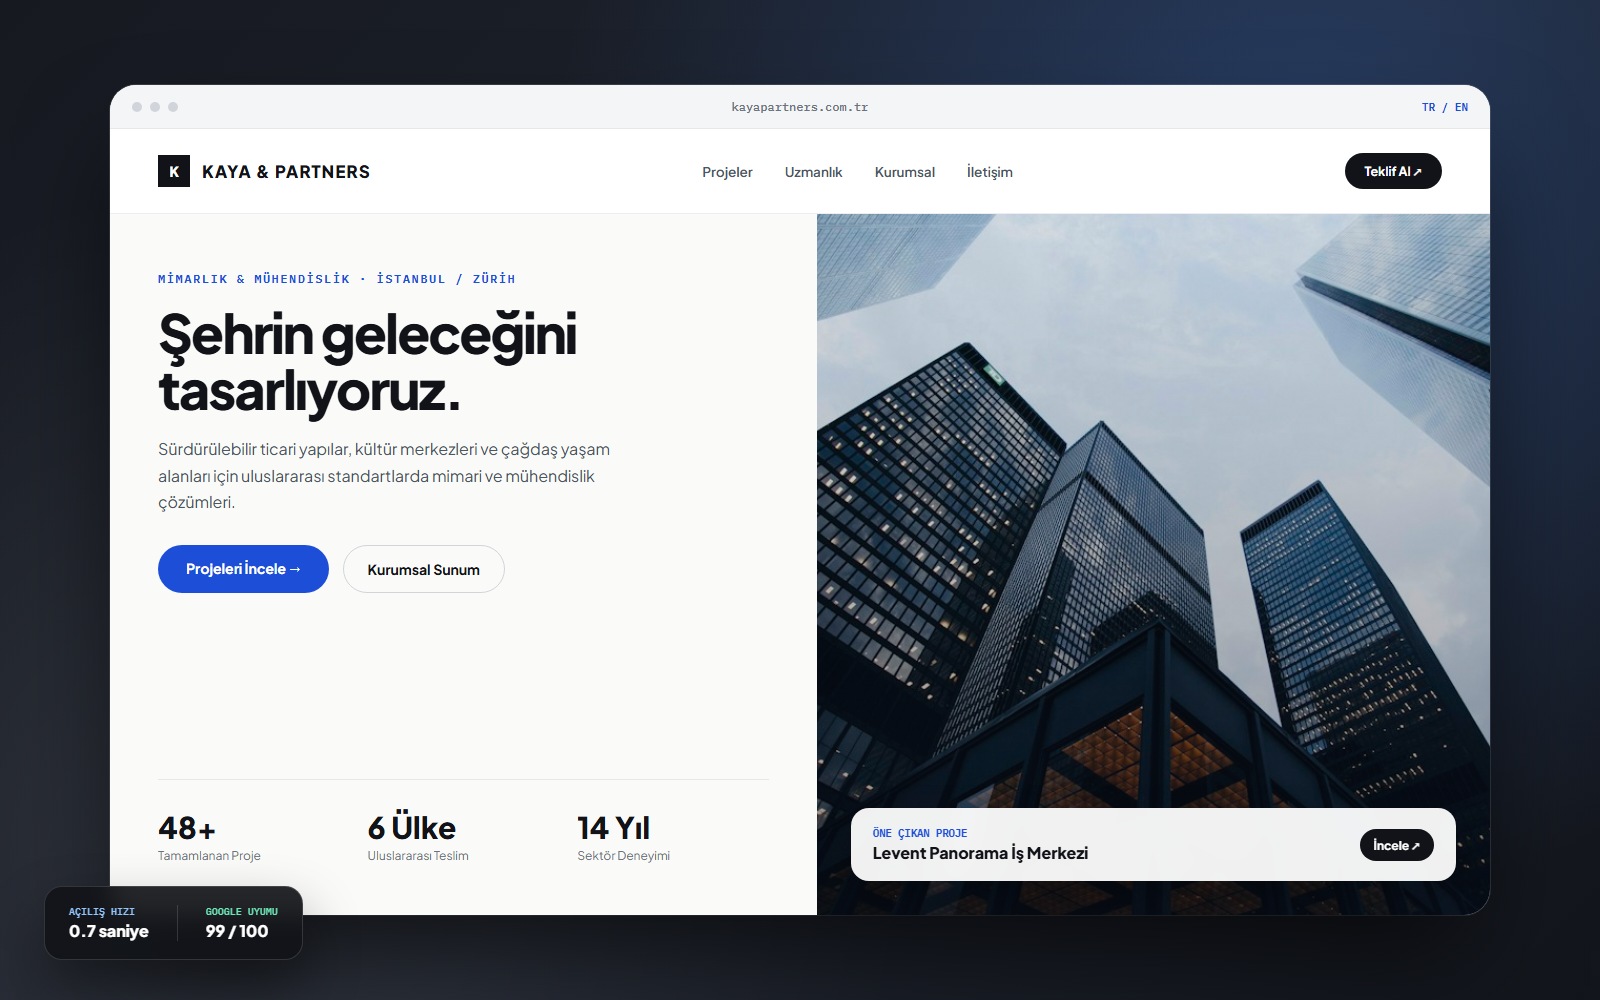 kayapartners.com.tr
TR / EN
K
KAYA & PARTNERS
Projeler
Uzmanlık
Kurumsal
İletişim
Teklif Al ↗
MİMARLIK & MÜHENDİSLİK · İSTANBUL / ZÜRİH
Şehrin geleceğini
tasarlıyoruz.
Sürdürülebilir ticari yapılar, kültür merkezleri ve çağdaş yaşam
alanları için uluslararası standartlarda mimari ve mühendislik
çözümleri.
Projeleri İncele →
Kurumsal Sunum
48+
Tamamlanan Proje
6 Ülke
Uluslararası Teslim
14 Yıl
Sektör Deneyimi
ÖNE ÇIKAN PROJE
Levent Panorama İş Merkezi
İncele ↗
AÇILIŞ HIZI
0.7 saniye
GOOGLE UYUMU
99 / 100